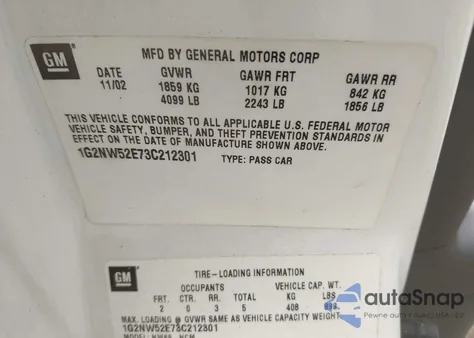 GM
MFD BY GENERAL MOTORS CORP
DATE GVWR GAWR FRT GAWR RR
11/02 1859 KG 1017 KG 842 KG
4099 LB 2243 LB 1856 LB
THIS VEHICLE CONFORMS TO ALL APPLICABLE U.S. FEDERAL MOTOR
VEHICLE SAFETY, BUMPER, AND THEFT PREVENTION STANDARDS IN
EFFECT ON THE DATE OF MANUFACTURE SHOWN ABOVE.
1G2NW52E73C212301 TYPE: PASS CAR
GM
TIRE-LOADING INFORMATION
OCCUPANTS VEHICLE CAP. WT.
FRT. CTR. RR. TOTAL KG LBS
2 0 3 5 408
MAX. LOADING @ GVWR SAME AS VEHICLE CAPACITY WEIGHT
1G2NW52E73C212301
autoSnap